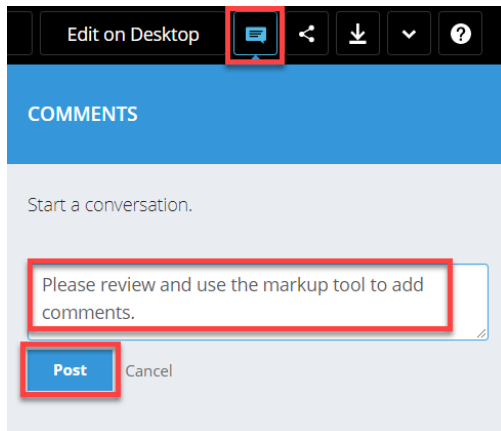 Edit on Desktop
COMMENTS
Start a conversation.
Please review and use the markup tool to add
comments.
Post Cancel